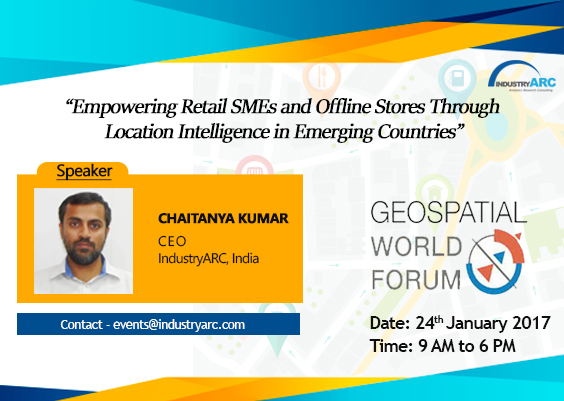 INDUSTRYARC
“Empowering Retail SMEs and Offline Stores Through
Location Intelligence in Emerging Countries”
Speaker
CHAITANYA KUMAR
CEO
IndustryARC, India
Contact - events@industryarc.com
GEOSPATIAL
WORLD
FORUM
Date: 24th January 2017
Time: 9 AM to 6 PM